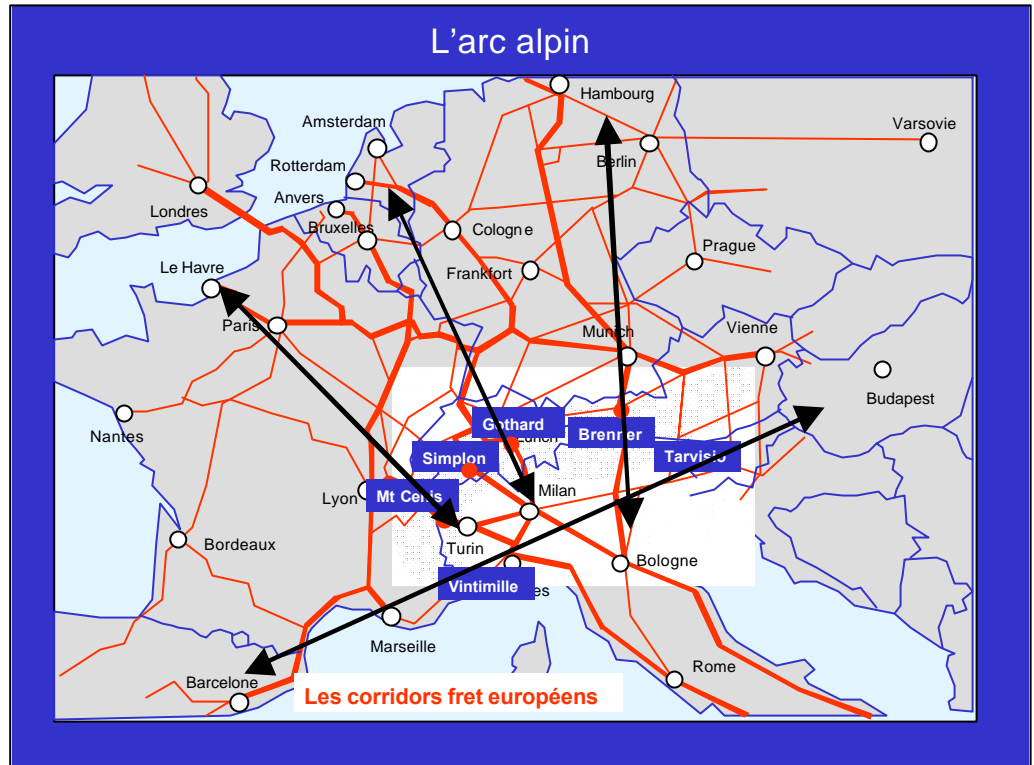 L'arc alpin
Hambourg
Amsterdam
Varsovie
Berlin
Rotterdam
Anvers
Londres
Bruxelles
Cologne
Prague
Le Havre
Frankfort
Paris
Munich
Vienne
Budapest
Nantes
Gothard
Brenner
Simplon
Tarvisio
Mt Cenis
Milan
Lyon
Turin
Bordeaux
Bologne
Vintimille
Marseille
Rome
Barcelone
Les corridors fret européens